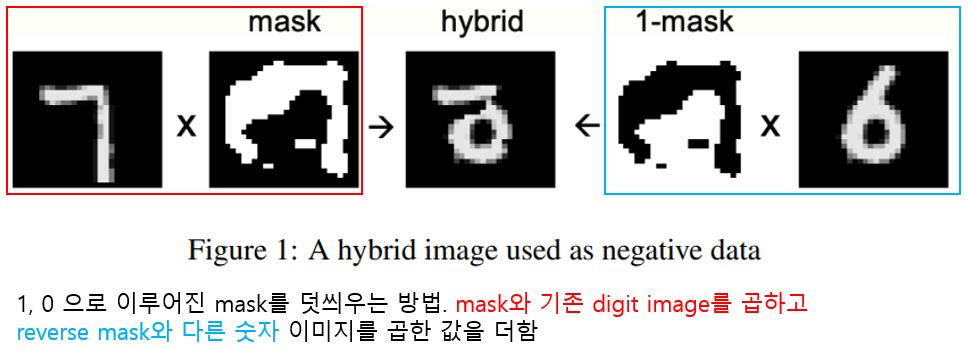 mask hybrid 1-mask
x → ← x
Figure 1: A hybrid image used as negative data
1, 0 으로 이루어진 mask를 덧씌우는 방법. mask와 기존 digit image를 곱하고
reverse mask와 다른 숫자 이미지를 곱한 값을 더함